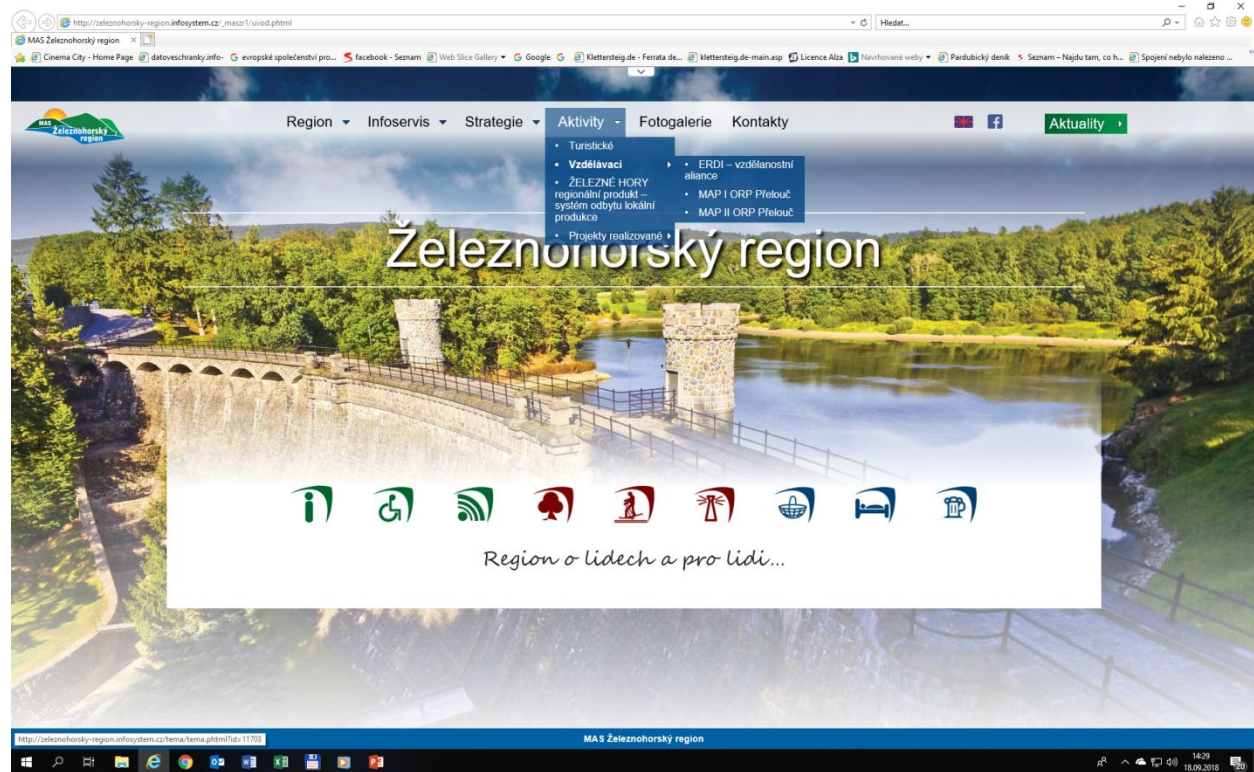 http://zeleznohorsky-region.infosystem.cz/_maszr1/uvod.phtml
Hledat...
MAS Železnohorský region
Cinema City - Home Page datoveschranky.info- evropské společenství pro... facebook - Seznam Web Slice Gallery Google Klettersteig.de - Ferrata de... klettersteig.de-main.asp Licence Alza Navrhované weby Pardubický deník Seznam – Najdu tam, co h... Spojení nebylo nalezeno ...
MAS
Železnohorský
region
Region Infoservis Strategie Aktivity Fotogalerie Kontakty
Aktuality
• Turistické
• Vzdělávací
• ŽELEZNÉ HORY
regionální produkt –
systém odbytu lokální
produkce
• Projekty realizované
• ERDI – vzdělanostní
aliance
• MAP I ORP Přelouč
• MAP II ORP Přelouč
Železnohorský region
Region o lidech a pro lidi...
http://zeleznohorsky-region.infosystem.cz/tema/tema.phtml?id=11703
MAS Železnohorský region
14:29
18.09.2018
20